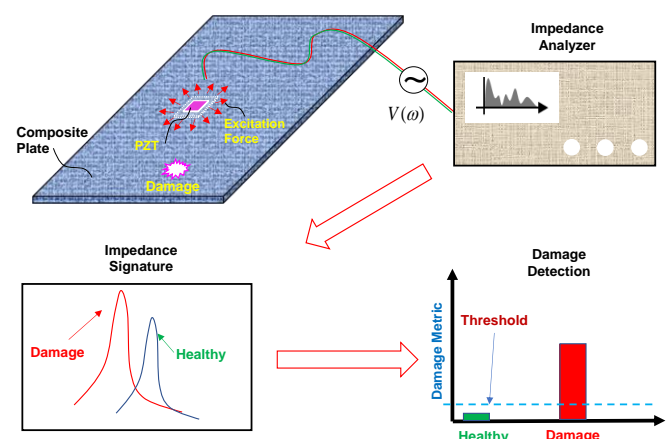 Impedance
Analyzer
V(ω)
Composite
Plate
Excitation
Force
PZT
Damage
Impedance
Signature
Damage
Healthy
Damage
Detection
Damage Metric
Threshold
Healthy
Damage